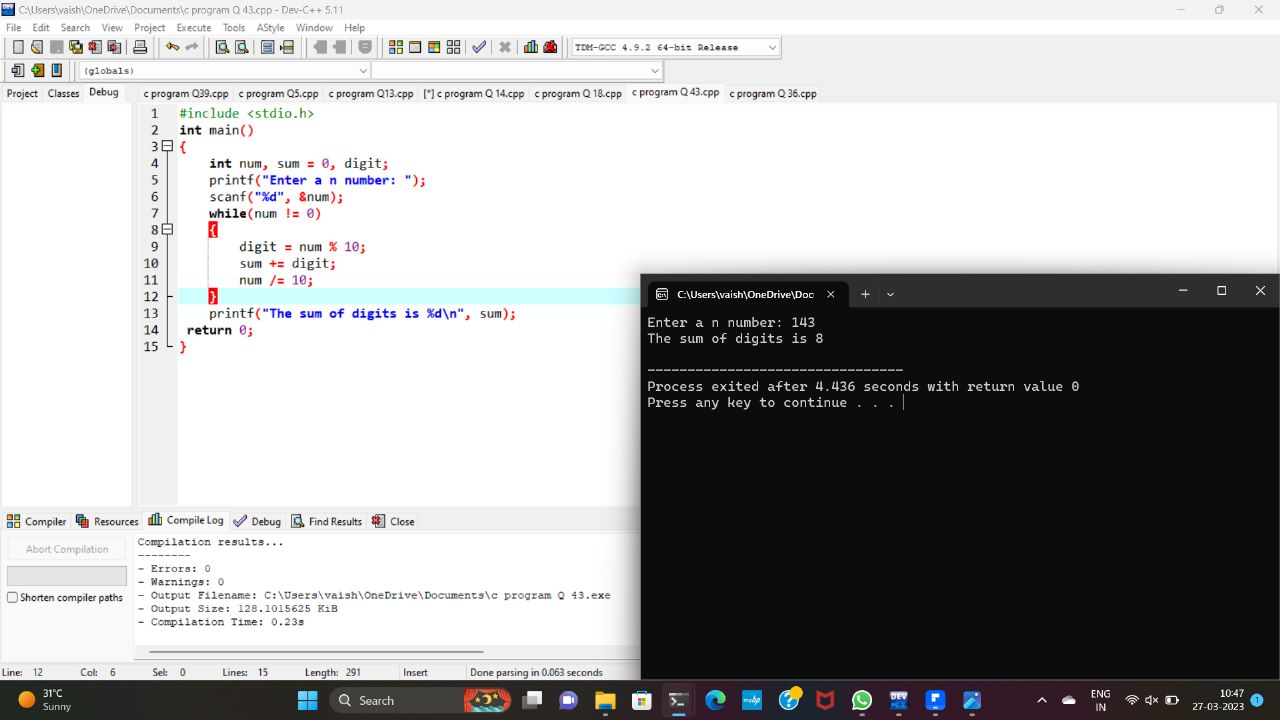 C:\Users\vaish\OneDrive\Documents\c program Q 43.cpp - Dev-C++ 5.11
File Edit Search View Project Execute Tools AStyle Window Help
TDM-GCC 4.9.2 64-bit Release
(globals)
Project Classes Debug
c program Q39.cpp c program Q5.cpp c program Q13.cpp [*] c program Q 14.cpp c program Q 18.cpp c program Q 43.cpp c program Q 36.cpp
1 #include <stdio.h>
2 int main()
3 {
4 int num, sum = 0, digit;
5 printf("Enter a n number: ");
6 scanf("%d", &num);
7 while(num != 0)
8 {
9 digit = num % 10;
10 sum += digit;
11 num /= 10;
12 }
13 printf("The sum of digits is %d\n", sum);
14 return 0;
15 }
C:\Users\vaish\OneDrive\Doc
Enter a n number: 143
The sum of digits is 8
--------------------------------
Process exited after 4.436 seconds with return value 0
Press any key to continue . . .
Compiler Resources Compile Log Debug Find Results Close
Abort Compilation
Shorten compiler paths
Compilation results...
--------
- Errors: 0
- Warnings: 0
- Output Filename: C:\Users\vaish\OneDrive\Documents\c program Q 43.exe
- Output Size: 128.1015625 KiB
- Compilation Time: 0.23s
Line: 12 Col: 6 Sel: 0 Lines: 15 Length: 291 Insert Done parsing in 0.063 seconds
31°C
Sunny
Search
myhp
DEV
ENG
IN
10:47
27-03-2023
1